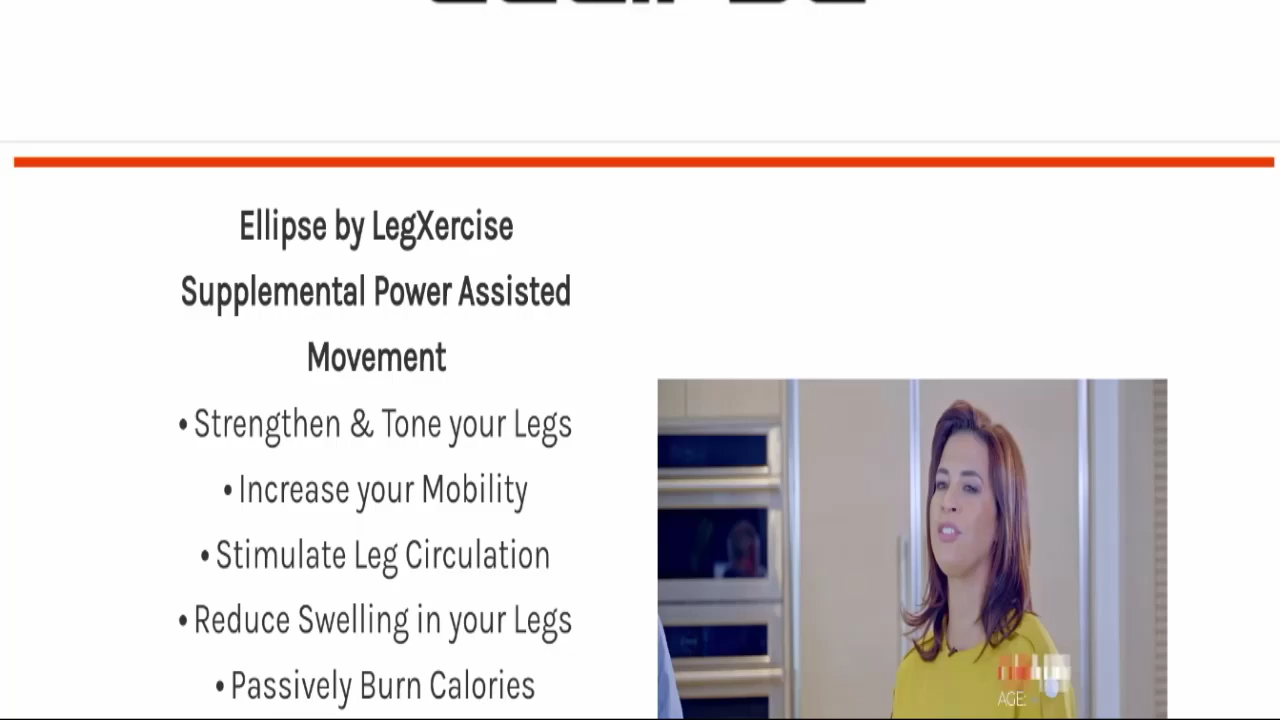 Ellipse by LegXercise
Supplemental Power Assisted
Movement
• Strengthen & Tone your Legs
• Increase your Mobility
• Stimulate Leg Circulation
• Reduce Swelling in your Legs
• Passively Burn Calories
AGE: